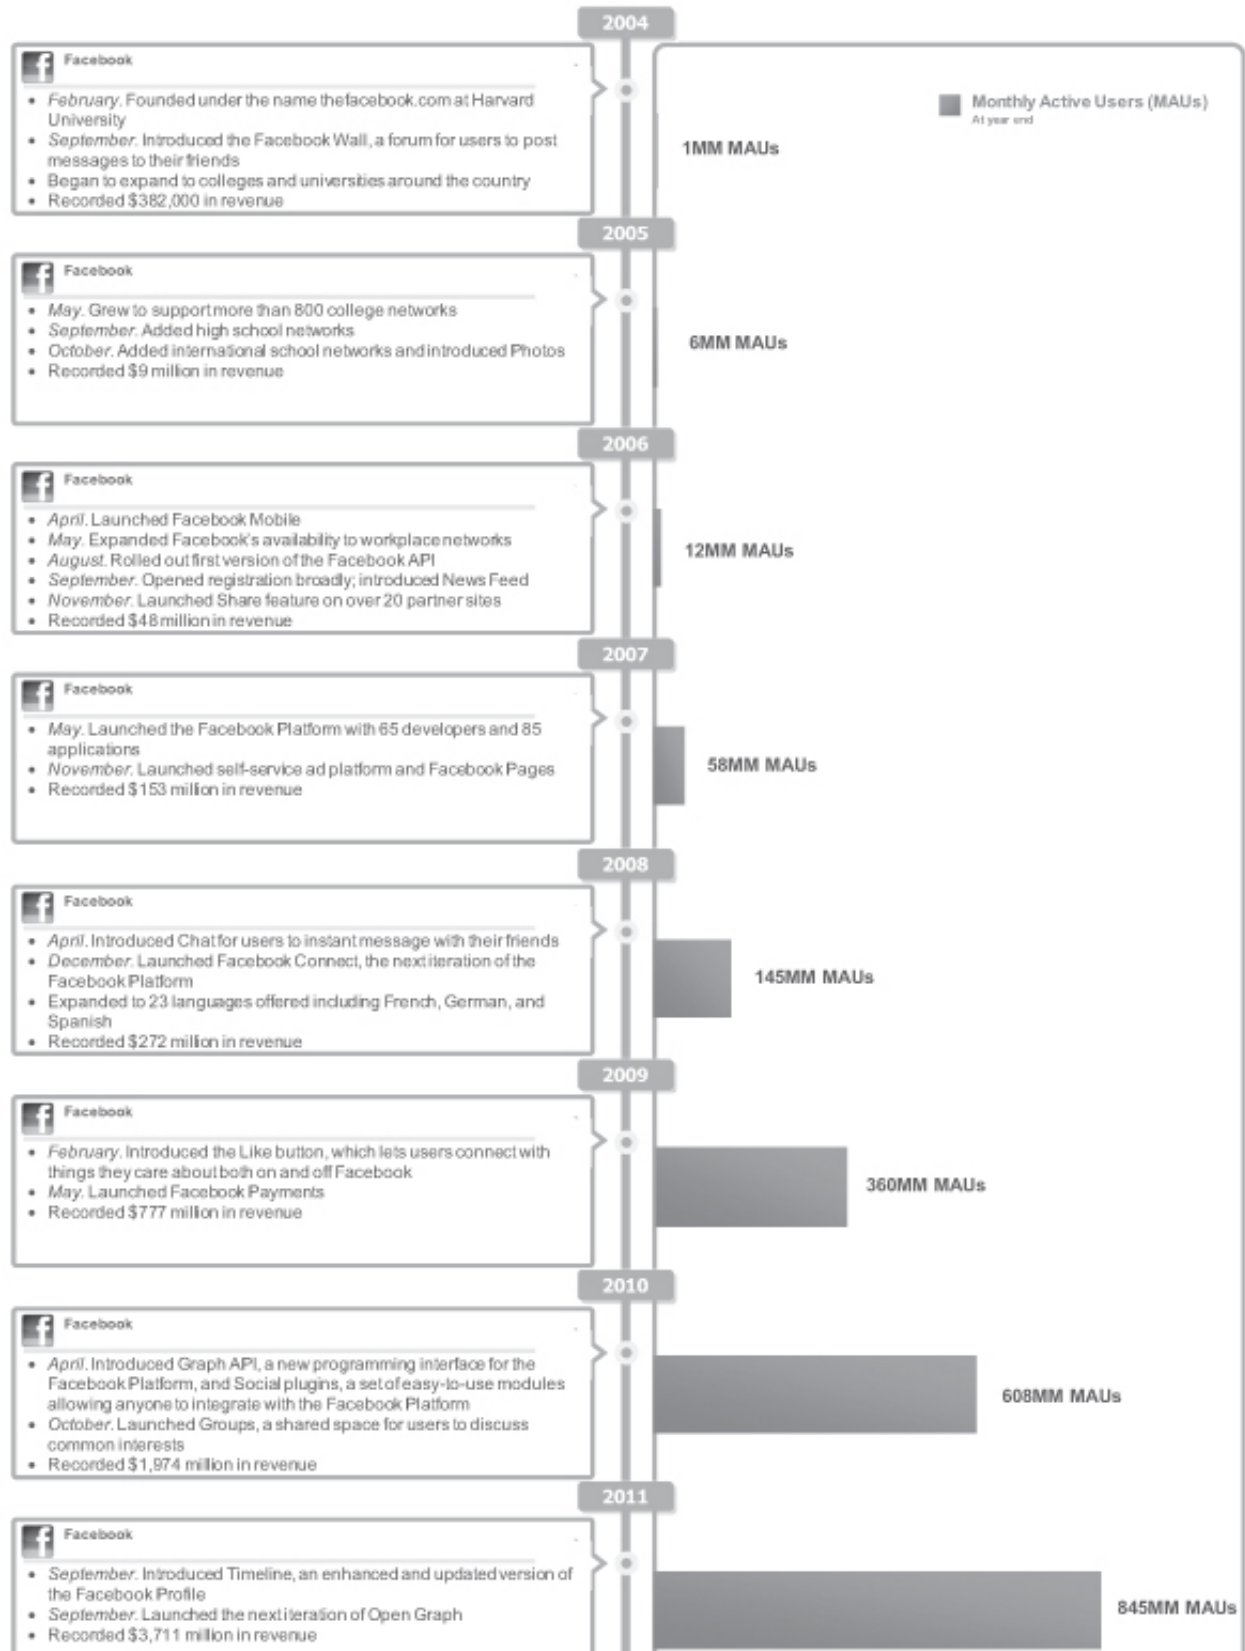 2004
Facebook
• February. Founded under the name thefacebook.com at Harvard
University
• September. Introduced the Facebook Wall, a forum for users to post
messages to their friends
• Began to expand to colleges and universities around the country
• Recorded $382,000 in revenue
Monthly Active Users (MAUs)
At year end
1MM MAUs
2005
Facebook
• May. Grew to support more than 800 college networks
• September. Added high school networks
• October. Added international school networks and introduced Photos
• Recorded $9 million in revenue
6MM MAUs
2006
Facebook
• April. Launched Facebook Mobile
• May. Expanded Facebook's availability to workplace networks
• August. Rolled out first version of the Facebook API
• September. Opened registration broadly; introduced News Feed
• November. Launched Share feature on over 20 partner sites
• Recorded $48 million in revenue
12MM MAUs
2007
Facebook
• May. Launched the Facebook Platform with 65 developers and 85
applications
• November. Launched self-service ad platform and Facebook Pages
• Recorded $153 million in revenue
58MM MAUs
2008
Facebook
• April. Introduced Chat for users to instant message with their friends
• December. Launched Facebook Connect, the next iteration of the
Facebook Platform
• Expanded to 23 languages offered including French, German, and
Spanish
• Recorded $272 million in revenue
145MM MAUs
2009
Facebook
• February. Introduced the Like button, which lets users connect with
things they care about both on and off Facebook
• May. Launched Facebook Payments
• Recorded $777 million in revenue
360MM MAUs
2010
Facebook
• April. Introduced Graph API, a new programming interface for the
Facebook Platform, and Social plugins, a set of easy-to-use modules
allowing anyone to integrate with the Facebook Platform
• October. Launched Groups, a shared space for users to discuss
common interests
• Recorded $1,974 million in revenue
608MM MAUs
2011
Facebook
• September. Introduced Timeline, an enhanced and updated version of
the Facebook Profile
• September. Launched the next iteration of Open Graph
• Recorded $3,711 million in revenue
845MM MAUs